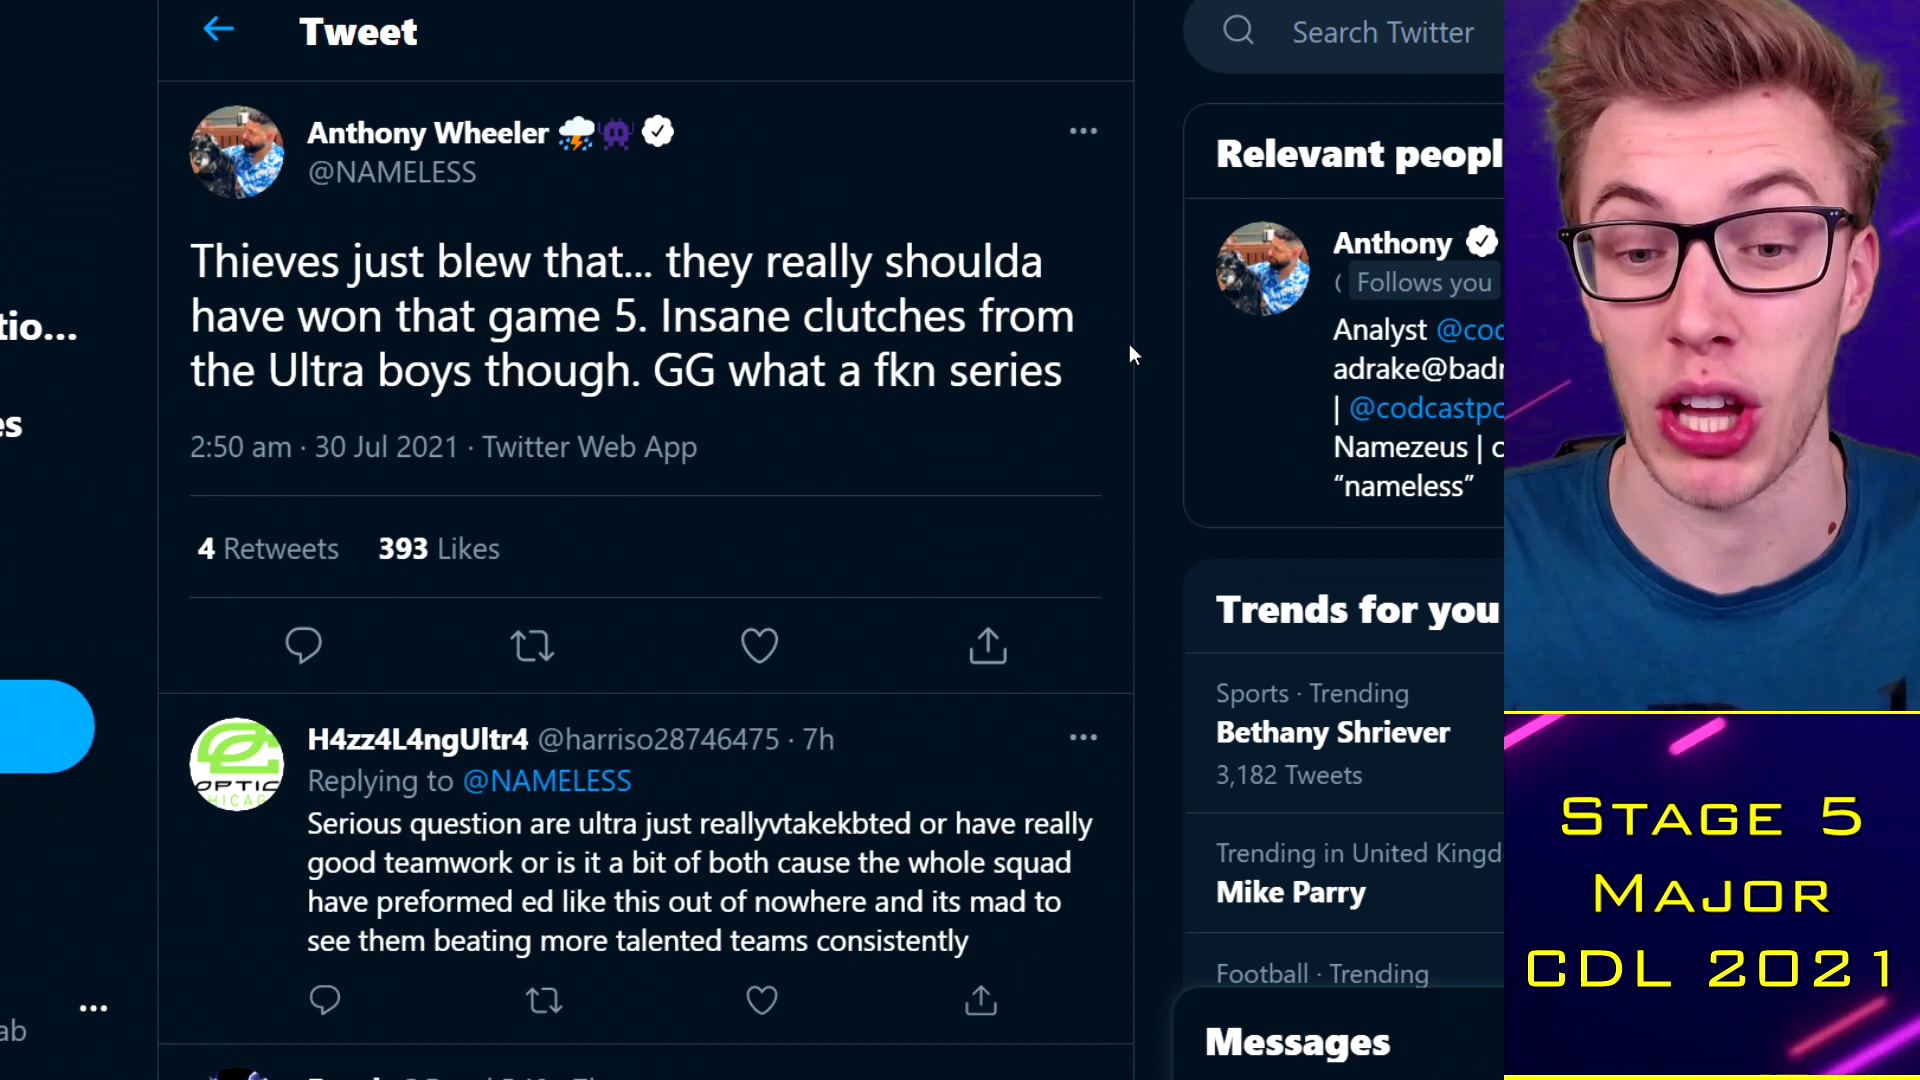 Tweet
Search Twitter
Anthony Wheeler
@NAMELESS
Thieves just blew that... they really shoulda
have won that game 5. Insane clutches from
the Ultra boys though. GG what a fkn series
2:50 am · 30 Jul 2021 · Twitter Web App
4 Retweets 393 Likes
H4zz4L4ngUltr4 @harriso28746475 · 7h
Replying to @NAMELESS
Serious question are ultra just reallyvtakekbted or have really
good teamwork or is it a bit of both cause the whole squad
have preformed ed like this out of nowhere and its mad to
see them beating more talented teams consistently
tio...
es
ab
Relevant peopl
Anthony
( Follows you
Analyst @coc
adrake@badr
| @codcastpc
Namezeus | c
“nameless”
Trends for you
Sports · Trending
Bethany Shriever
3,182 Tweets
Trending in United Kingd
Mike Parry
Football · Trending
Messages
OPTIC
CHICAG
Stage 5
Major
CDL 2021